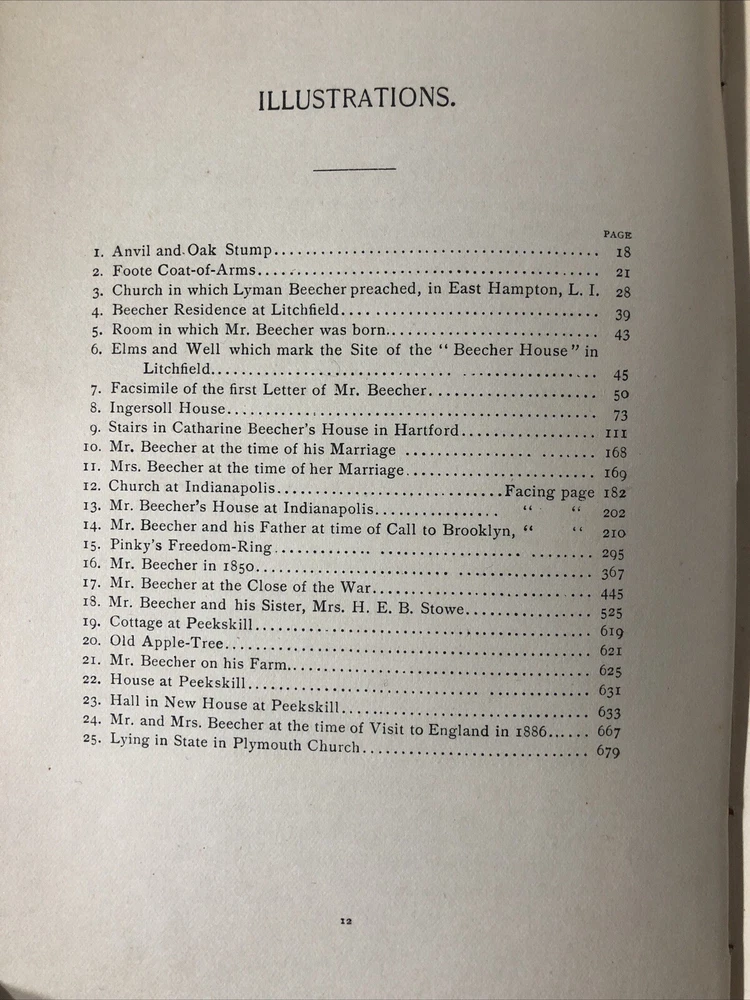 ILLUSTRATIONS.
PAGE
1. Anvil and Oak Stump........................................ 18
2. Foote Coat-of-Arms.......................................... 21
3. Church in which Lyman Beecher preached, in East Hampton, L. I. 28
4. Beecher Residence at Litchfield................................ 39
5. Room in which Mr. Beecher was born.......................... 43
6. Elms and Well which mark the Site of the "Beecher House" in
Litchfield................................................ 45
7. Facsimile of the first Letter of Mr. Beecher...................... 50
8. Ingersoll House.............................................. 73
9. Stairs in Catharine Beecher's House in Hartford................. 111
10. Mr. Beecher at the time of his Marriage ....................... 168
11. Mrs. Beecher at the time of her Marriage....................... 169
12. Church at Indianapolis.............................Facing page 182
13. Mr. Beecher's House at Indianapolis................ " " 202
14. Mr. Beecher and his Father at time of Call to Brooklyn, " " 210
15. Pinky's Freedom-Ring........................................ 295
16. Mr. Beecher in 1850.......................................... 367
17. Mr. Beecher at the Close of the War............................ 445
18. Mr. Beecher and his Sister, Mrs. H. E. B. Stowe................ 525
19. Cottage at Peekskill.......................................... 619
20. Old Apple-Tree.............................................. 621
21. Mr. Beecher on his Farm...................................... 625
22. House at Peekskill............................................ 631
23. Hall in New House at Peekskill................................ 633
24. Mr. and Mrs. Beecher at the time of Visit to England in 1886...... 667
25. Lying in State in Plymouth Church............................. 679
12